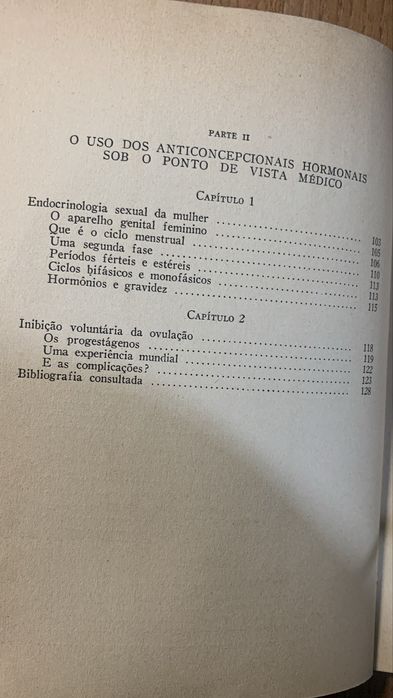 PARTE II
O USO DOS ANTICONCEPCIONAIS HORMONAIS
SOB O PONTO DE VISTA MÉDICO
CAPÍTULO 1
Endocrinologia sexual da mulher ........ 103
O aparelho genital feminino ........ 105
Que é o ciclo menstrual ........ 106
Uma segunda fase ........ 110
Períodos férteis e estéreis ........ 113
Ciclos bifásicos e monofásicos ........ 113
Hormônios e gravidez ........ 115
CAPÍTULO 2
Inibição voluntária da ovulação ........ 118
Os progestágenos ........ 119
Uma experiência mundial ........ 122
E as complicações? ........ 123
Bibliografia consultada ........ 128